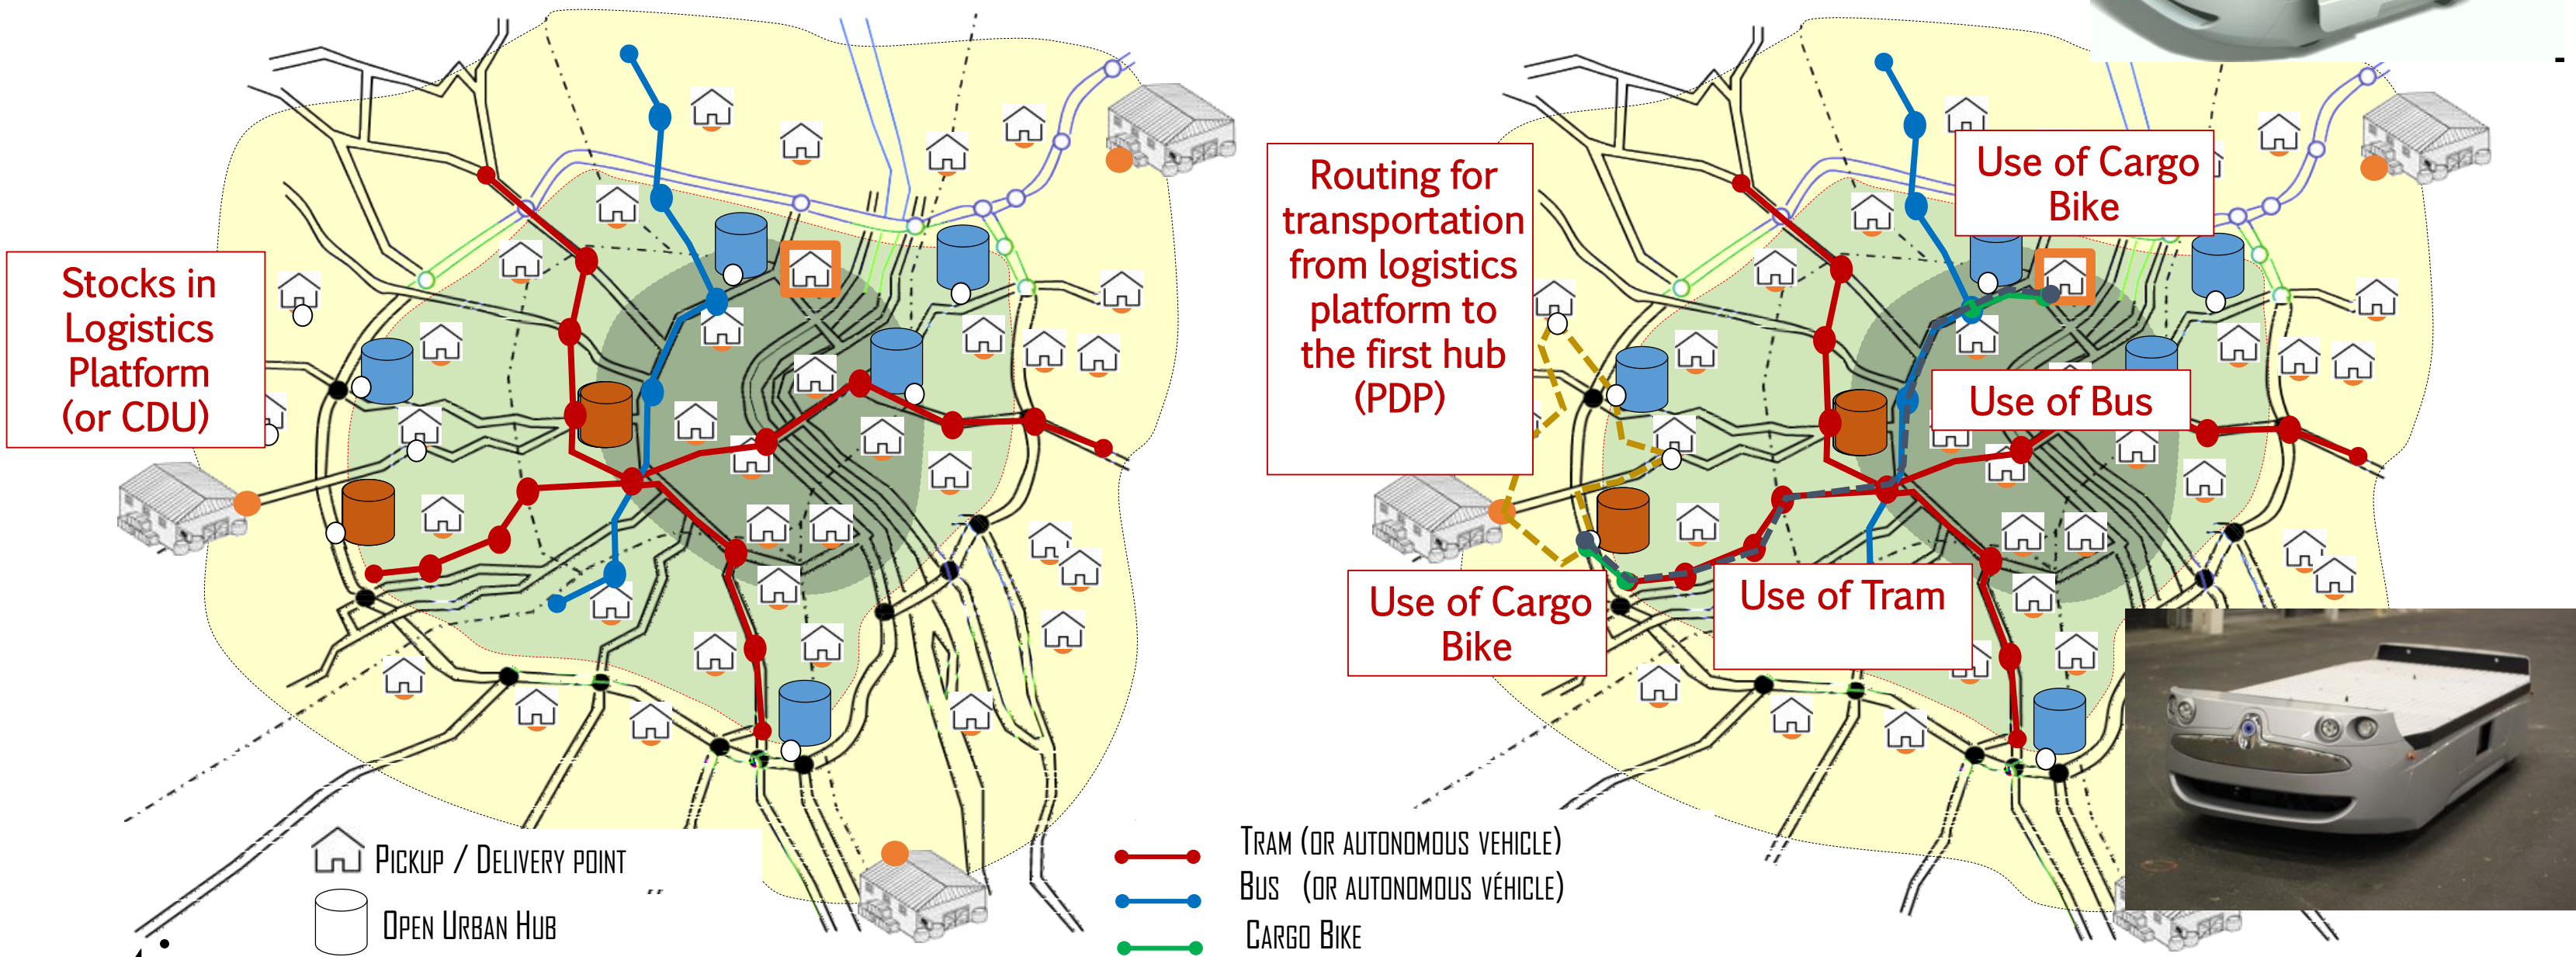 Stocks in
Logistics
Platform
(or CDU)
Pickup / Delivery point
Open Urban Hub
Routing for
transportation
from logistics
platform to
the first hub
(PDP)
Use of Cargo
Bike
Use of Bus
Use of Cargo
Bike
Use of Tram
Tram (or autonomous vehicle)
Bus (or autonomous véhicle)
Cargo Bike